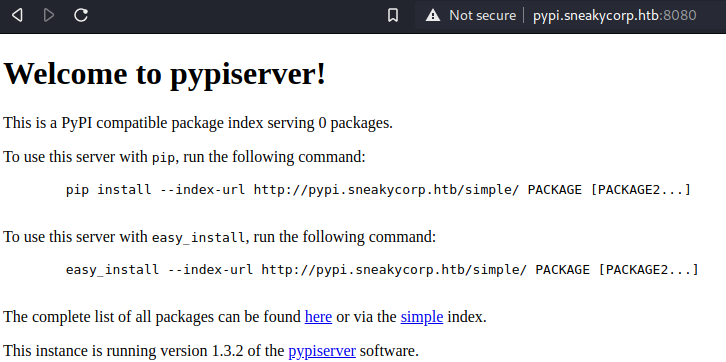 Not secure pypi.sneakycorp.htb:8080
Welcome to pypiserver!
This is a PyPI compatible package index serving 0 packages.
To use this server with pip, run the following command:
pip install --index-url http://pypi.sneakycorp.htb/simple/ PACKAGE [PACKAGE2...]
To use this server with easy_install, run the following command:
easy_install --index-url http://pypi.sneakycorp.htb/simple/ PACKAGE [PACKAGE2...]
The complete list of all packages can be found here or via the simple index.
This instance is running version 1.3.2 of the pypiserver software.